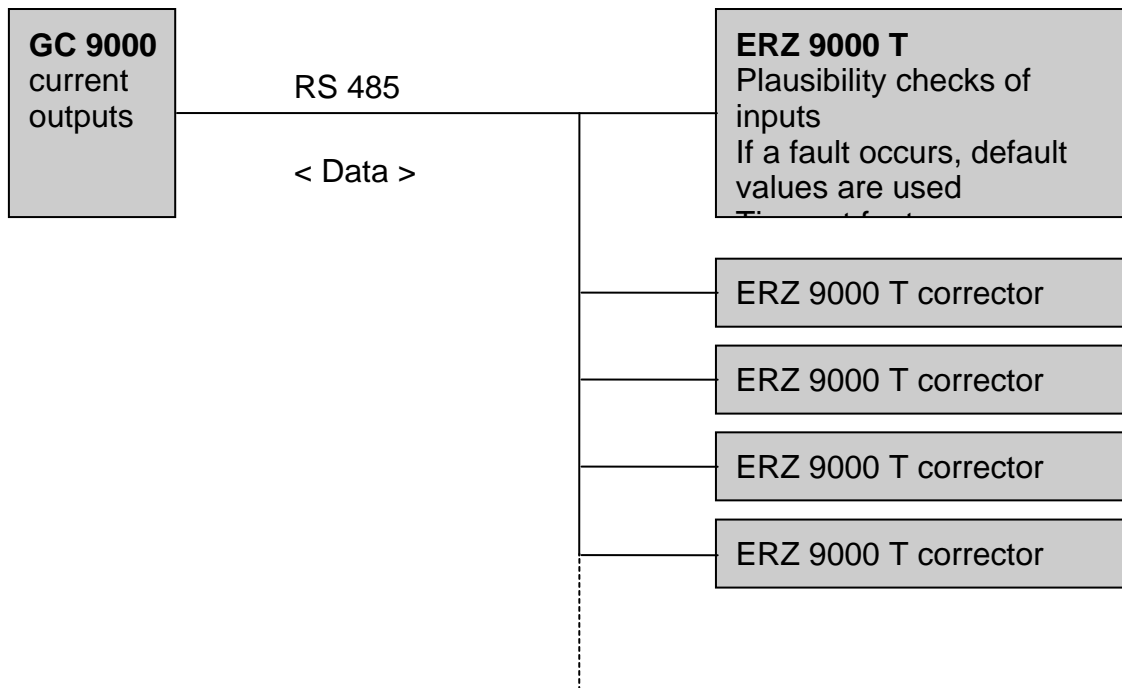 GC 9000
current
outputs
RS 485
< Data >
ERZ 9000 T
Plausibility checks of
inputs
If a fault occurs, default
values are used
ERZ 9000 T corrector
ERZ 9000 T corrector
ERZ 9000 T corrector
ERZ 9000 T corrector